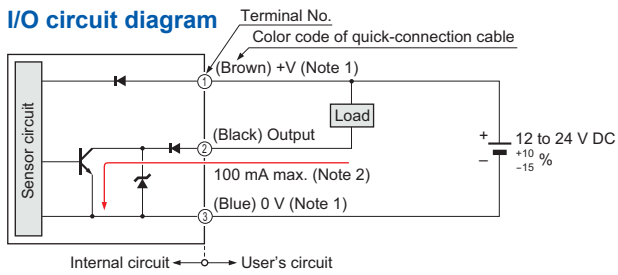 I/O circuit diagram
Terminal No.
Color code of quick-connection cable
1
(Brown) +V (Note 1)
Sensor circuit
Load
2
(Black) Output
+
−
12 to 24 V DC
+10
−15 %
100 mA max. (Note 2)
3
(Blue) 0 V (Note 1)
Internal circuit
User's circuit